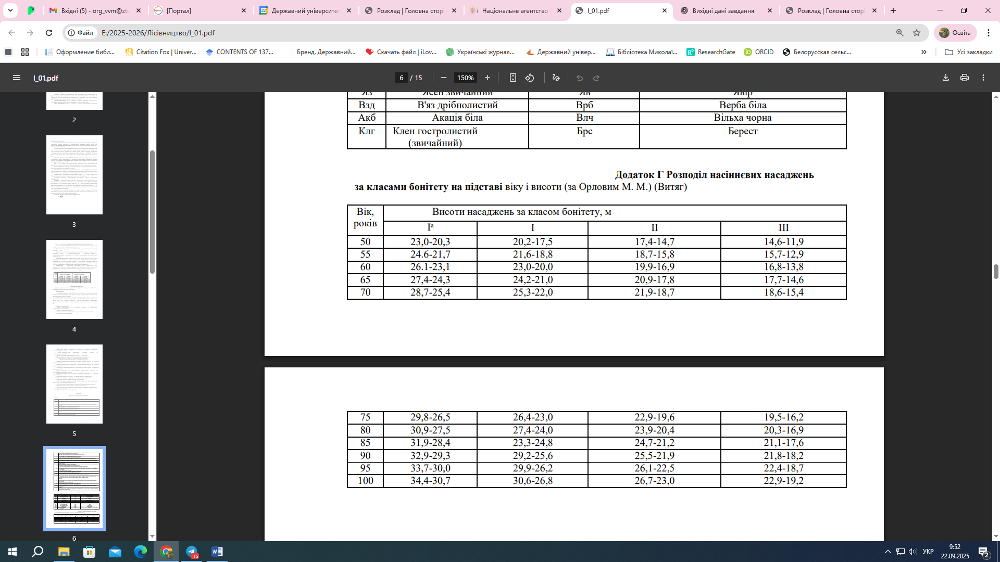 Вхідні (5) - org_vvm@ztu
[Портал]
Державний університет
Розклад | Головна сторі
Національне агентство
I_01.pdf
Вихідні дані завдання
Розклад | Головна сторі
Файл
E:/2025-2026/Лісівництво/I_01.pdf
Освіта
Оформление библ...
Citation Fox | Univer...
CONTENTS OF 137...
Бренд. Державний...
Скачать файл | iLov...
Українські журнал...
Державний універ...
Бібліотека Миколаї...
ResearchGate
ORCID
Белорусская сельс...
Усі закладки
I_01.pdf
6 / 15
150%
2
3
4
5
6
Яз Ясен звичайний Яв Явір
Взд В'яз дрібнолистий Врб Верба біла
Акб Акація біла Влч Вільха чорна
Клг Клен гостролистий Брс Берест
(звичайний)
Додаток Г Розподіл насіннєвих насаджень
за класами бонітету на підставі віку і висоти (за Орловим М. М.) (Витяг)
Вік, Висоти насаджень за класом бонітету, м
років Iᵃ I II III
50 23,0-20,3 20,2-17,5 17,4-14,7 14,6-11,9
55 24.6-21,7 21,6-18,8 18,7-15,8 15,7-12,9
60 26.1-23,1 23,0-20,0 19,9-16,9 16,8-13,8
65 27,4-24,3 24,2-21,0 20,9-17,8 17,7-14,6
70 28,7-25,4 25,3-22,0 21,9-18,7 18,6-15,4
75 29,8-26,5 26,4-23,0 22,9-19,6 19,5-16,2
80 30,9-27,5 27,4-24,0 23,9-20,4 20,3-16,9
85 31,9-28,4 23,3-24,8 24,7-21,2 21,1-17,6
90 32,9-29,3 29,2-25,6 25,5-21,9 21,8-18,2
95 33,7-30,0 29,9-26,2 26,1-22,5 22,4-18,7
100 34,4-30,7 30,6-26,8 26,7-23,0 22,9-19,2
УКР
9:52
22.09.2025
2